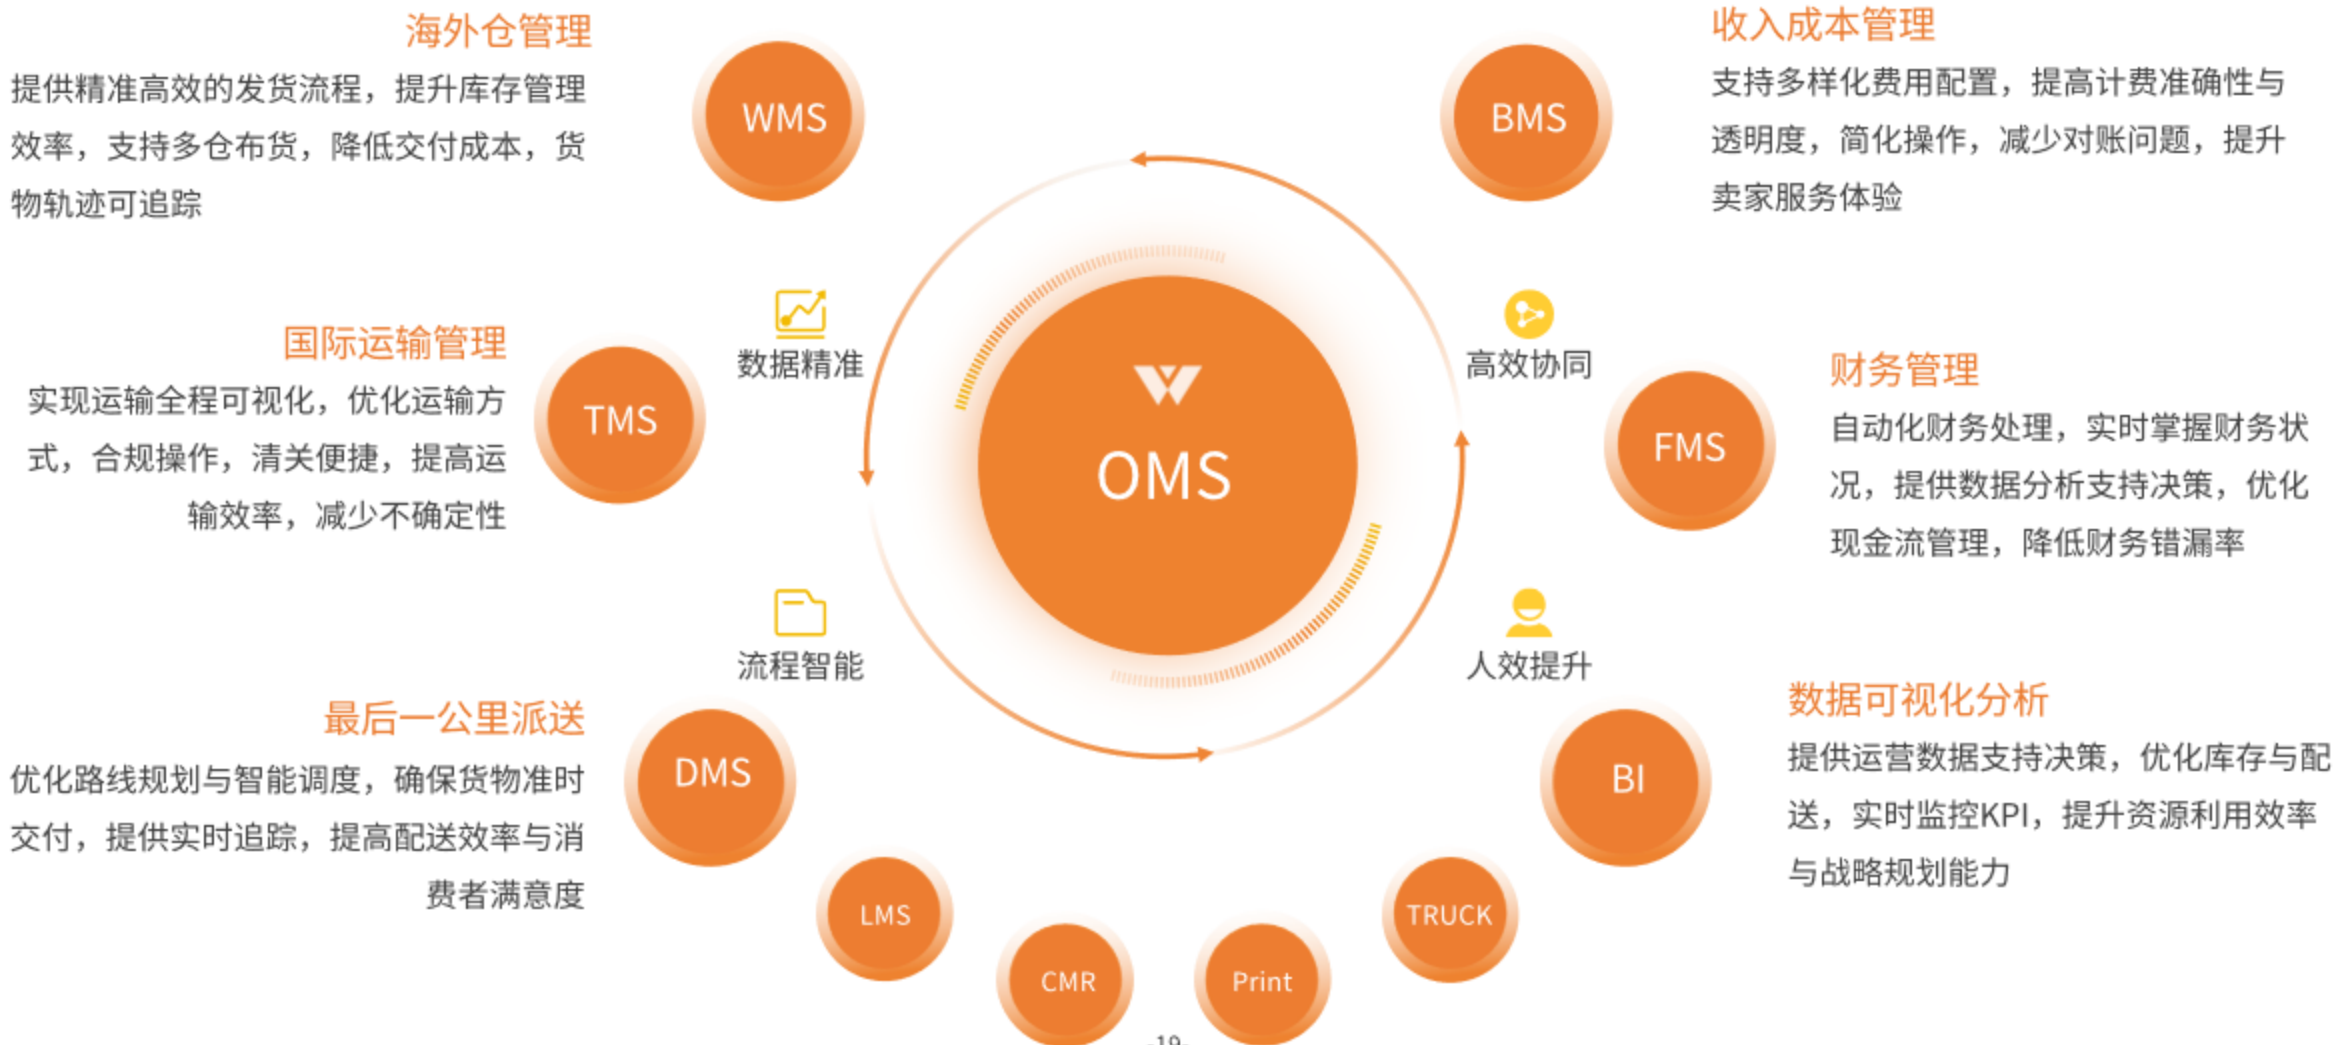 海外仓管理
提供精准高效的发货流程，提升库存管理
效率，支持多仓布货，降低交付成本，货
物轨迹可追踪
WMS
BMS
收入成本管理
支持多样化费用配置，提高计费准确性与
透明度，简化操作，减少对账问题，提升
卖家服务体验
国际运输管理
实现运输全程可视化，优化运输方
式，合规操作，清关便捷，提高运
输效率，减少不确定性
TMS
数据精准
高效协同
OMS
FMS
财务管理
自动化财务处理，实时掌握财务状
况，提供数据分析支持决策，优化
现金流管理，降低财务错漏率
流程智能
人效提升
最后一公里派送
优化路线规划与智能调度，确保货物准时
交付，提供实时追踪，提高配送效率与消
费者满意度
DMS
BI
数据可视化分析
提供运营数据支持决策，优化库存与配
送，实时监控KPI，提升资源利用效率
与战略规划能力
LMS
CMR
Print
TRUCK
-19-